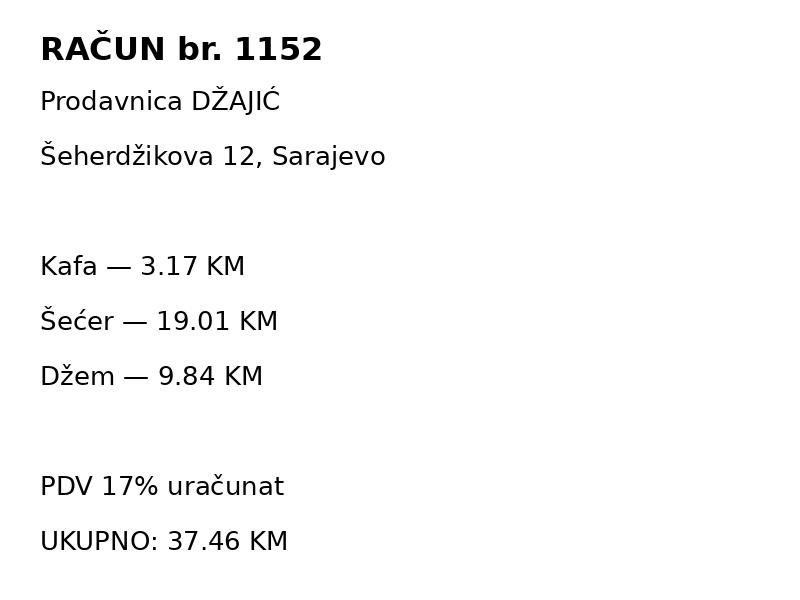 RAČUN br. 1152
Prodavnica DŽAJIĆ
Šeherdžikova 12, Sarajevo
Kafa — 3.17 KM
Šećer — 19.01 KM
Džem — 9.84 KM
PDV 17% uračunat
UKUPNO: 37.46 KM